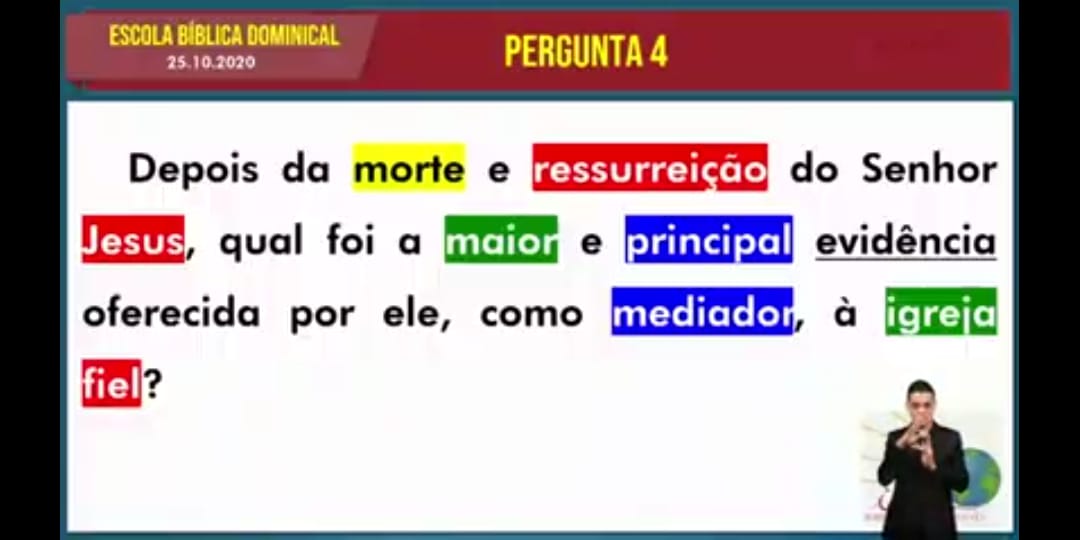 ESCOLA BÍBLICA DOMINICAL
25.10.2020
PERGUNTA 4
Depois da morte e ressurreição do Senhor
Jesus, qual foi a maior e principal evidência
oferecida por ele, como mediador, à igreja
fiel?